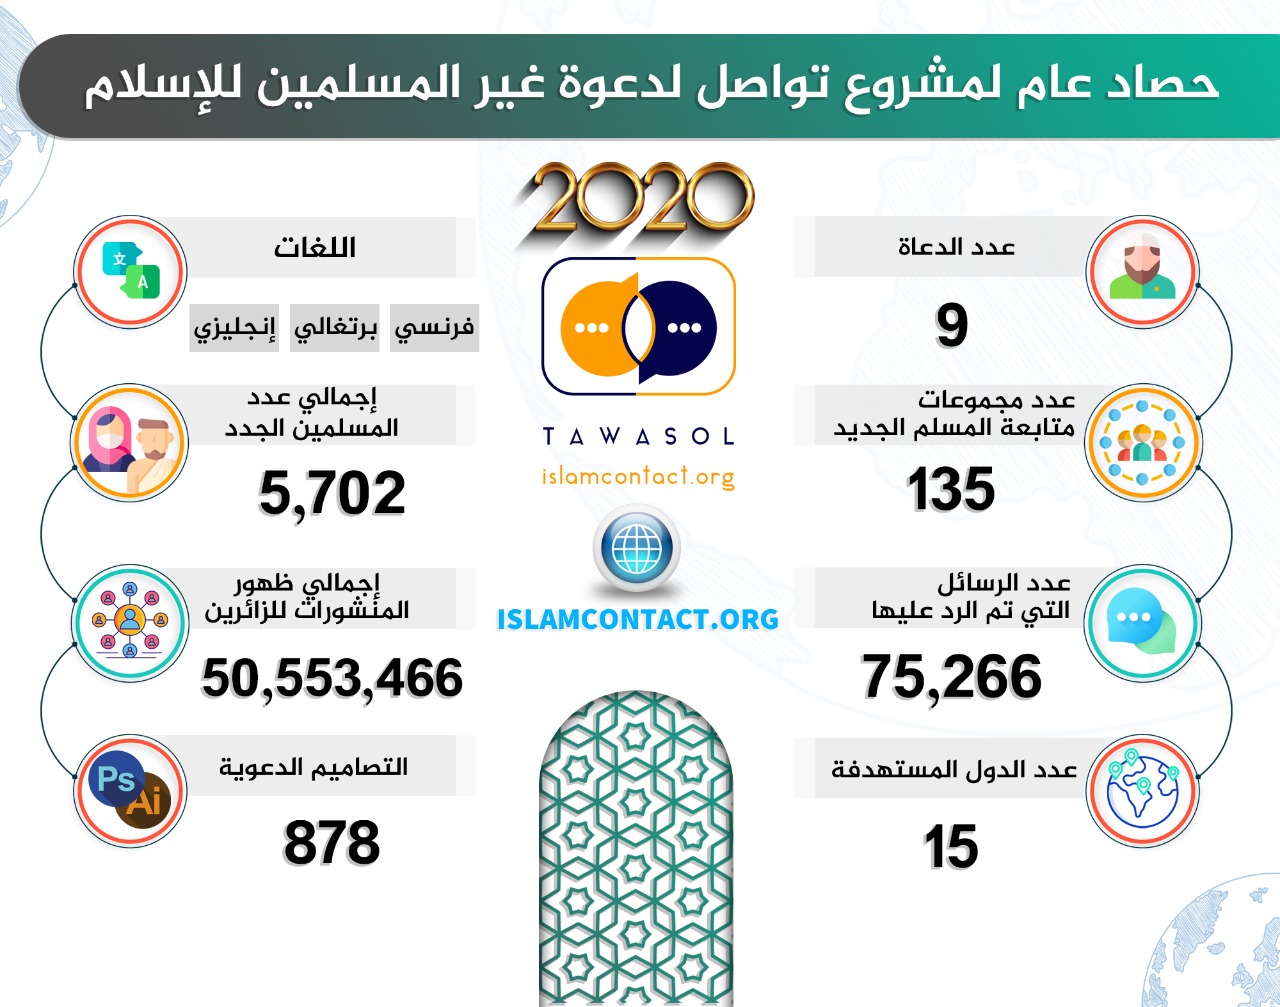 حصاد عام لمشروع تواصل لدعوة غير المسلمين للإسلام
2020
TAWASOL
islamcontact.org
ISLAMCONTACT.ORG
عدد الدعاة
9
عدد مجموعات
متابعة المسلم الجديد
135
عدد الرسائل
التي تم الرد عليها
75,266
عدد الدول المستهدفة
15
اللغات
فرنسي برتغالي إنجليزي
文
A
إجمالي عدد
المسلمين الجدد
5,702
إجمالي ظهور
المنشورات للزائرين
50,553,466
التصاميم الدعوية
Ps
Ai
878